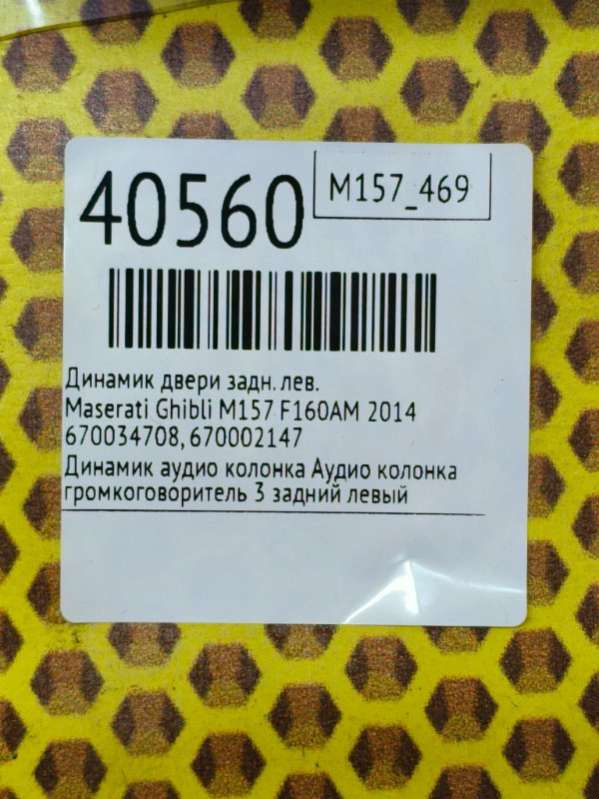 40560
M157_469
Динамик двери задн. лев.
Maserati Ghibli M157 F160AM 2014
670034708, 670002147
Динамик аудио колонка Аудио колонка
громкоговоритель 3 задний левый